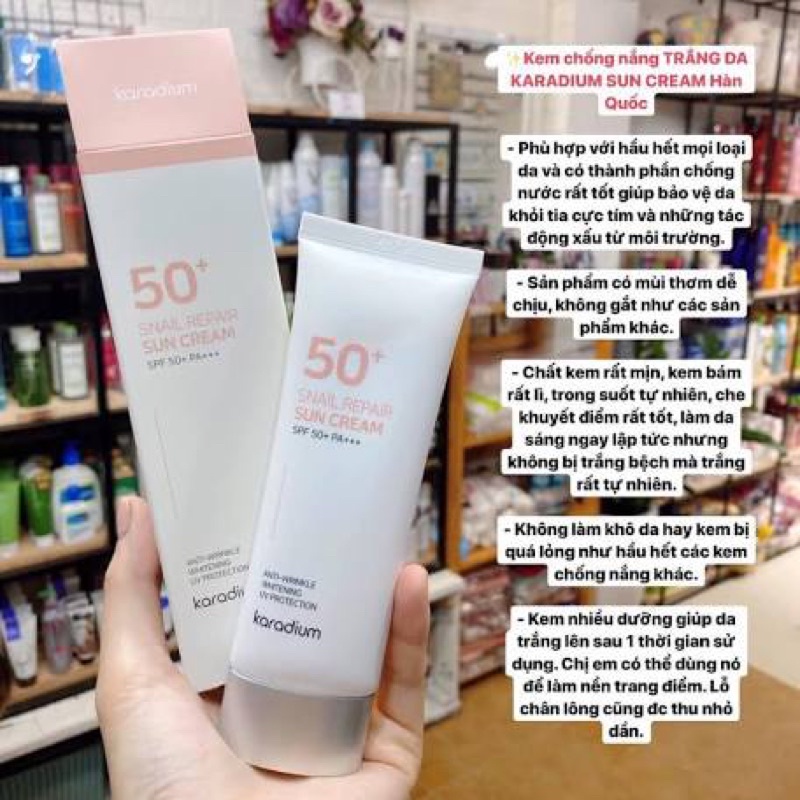 karadium
50+
SNAIL REPAIR
SUN CREAM
SPF 50+ PA+++
ANTI-WRINKLE
WHITENING
UV PROTECTION
karadium
50+
SNAIL REPAIR
SUN CREAM
SPF 50+ PA+++
ANTI-WRINKLE
WHITENING
UV PROTECTION
karadium
✨Kem chống nắng TRẮNG DA
KARADIUM SUN CREAM Hàn
Quốc
- Phù hợp với hầu hết mọi loại
da và có thành phần chống
nước rất tốt giúp bảo vệ da
khỏi tia cực tím và những tác
động xấu từ môi trường.
- Sản phẩm có mùi thơm dễ
chịu, không gắt như các sản
phẩm khác.
- Chất kem rất mịn, kem bám
rất lì, trong suốt tự nhiên, che
khuyết điểm rất tốt, làm da
sáng ngay lập tức nhưng
không bị trắng bệch mà trắng
rất tự nhiên.
- Không làm khô da hay kem bị
quá lỏng như hầu hết các kem
chống nắng khác.
- Kem nhiều dưỡng giúp da
trắng lên sau 1 thời gian sử
dụng. Chị em có thể dùng nó
để làm nền trang điểm. Lỗ
chân lông cũng đc thu nhỏ
dần.